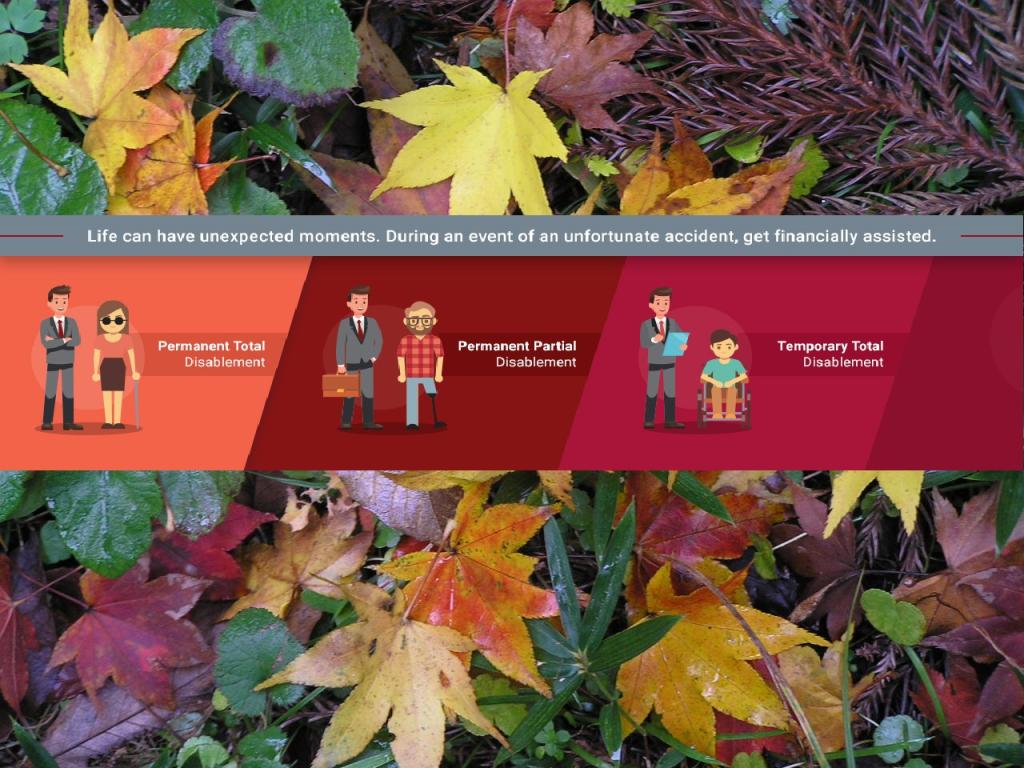 Life can have unexpected moments. During an event of an unfortunate accident, get financially assisted.
Permanent Total
Disablement
Permanent Partial
Disablement
Temporary Total
Disablement